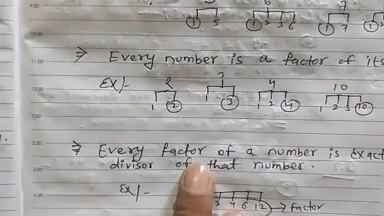 6 7
① 5 ① 2 3 6 ① 7
⇒ Every number is a factor of its
Ex/- 2 3 4 10
1 ② 1 ③ 1 2 ④ 1 2 5 ⑩
⇒ Every factor of a number is exact
divisor of that number.
Ex/-
4 6 12 → Factor